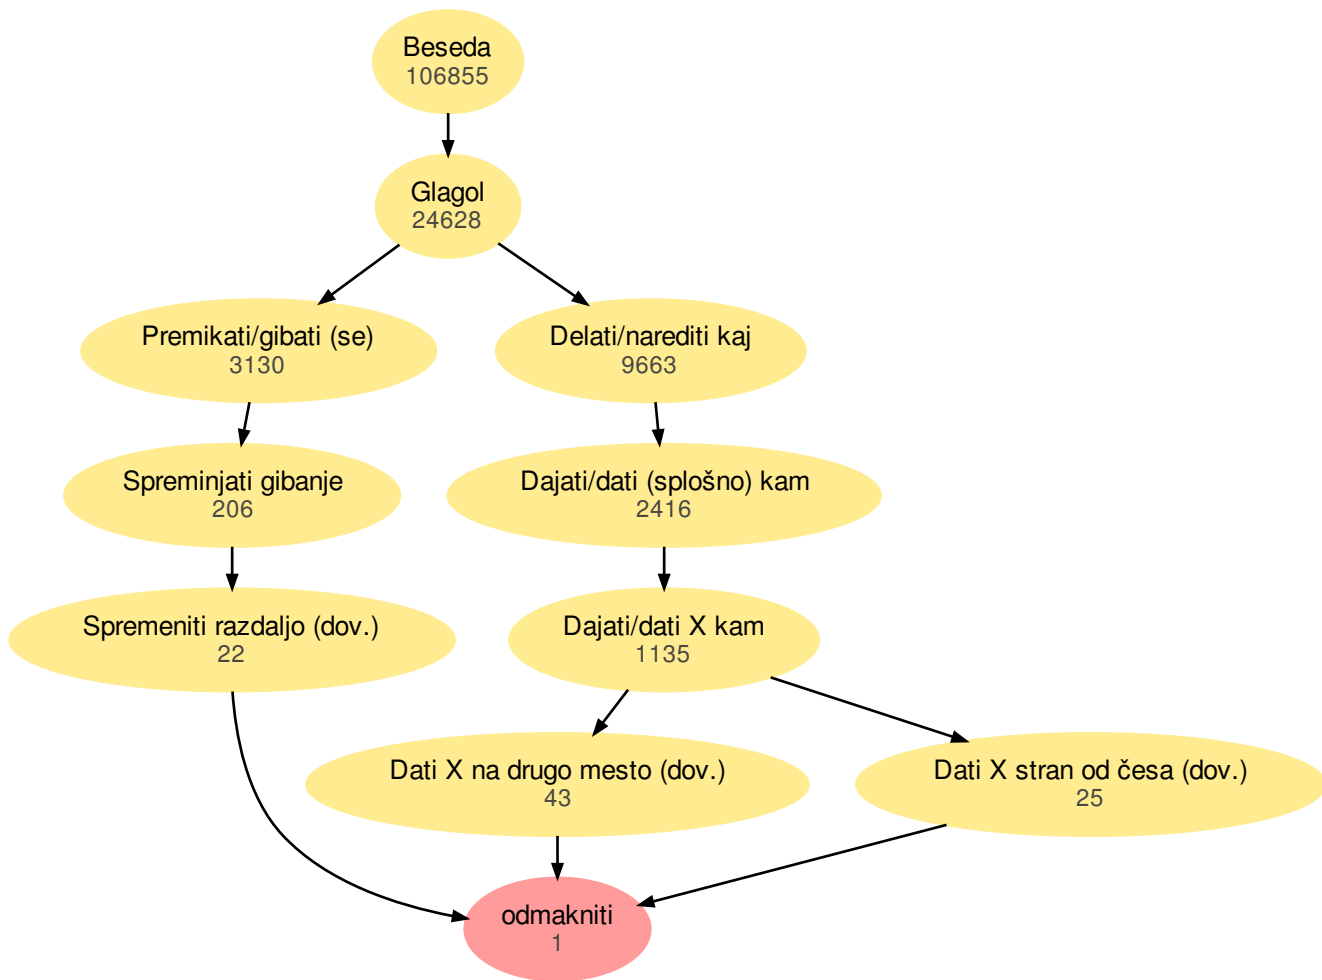 Beseda
106855
Glagol
24628
Premikati/gibati (se)
3130
Delati/narediti kaj
9663
Spreminjati gibanje
206
Dajati/dati (splošno) kam
2416
Spremeniti razdaljo (dov.)
22
Dajati/dati X kam
1135
Dati X na drugo mesto (dov.)
43
Dati X stran od česa (dov.)
25
odmakniti
1